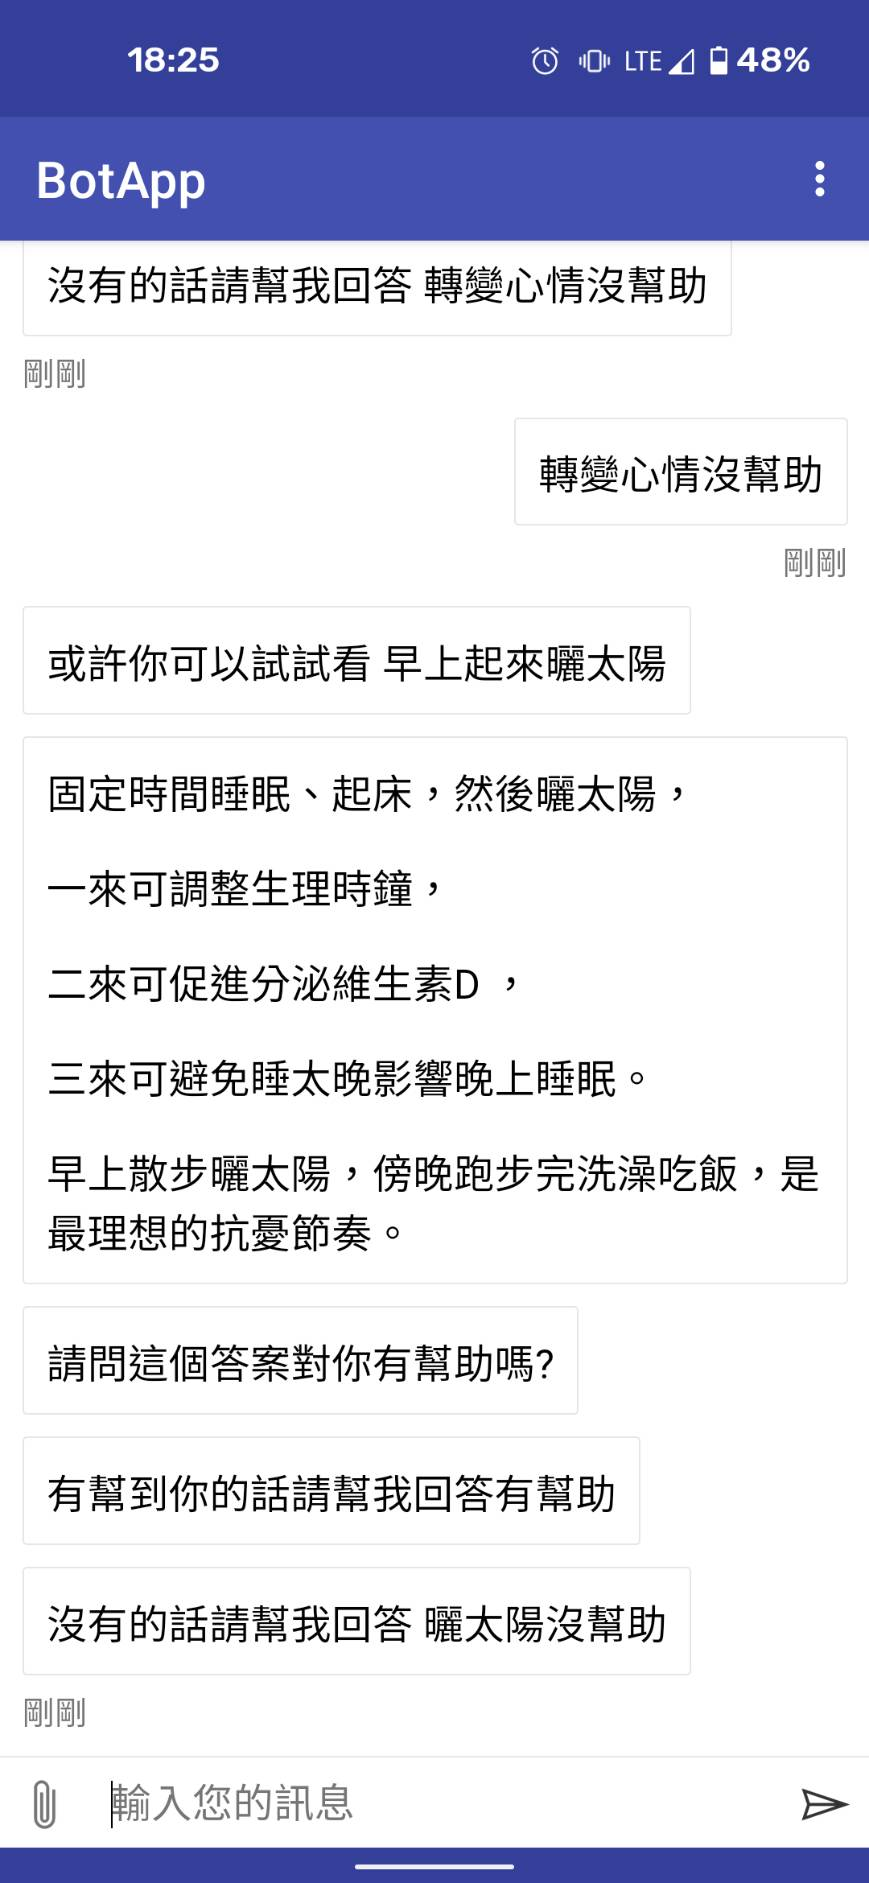 18:25
LTE 48%
BotApp
沒有的話請幫我回答 轉變心情沒幫助
剛剛
轉變心情沒幫助
剛剛
或許你可以試試看 早上起來曬太陽
固定時間睡眠、起床，然後曬太陽，
一來可調整生理時鐘，
二來可促進分泌維生素D ，
三來可避免睡太晚影響晚上睡眠。
早上散步曬太陽，傍晚跑步完洗澡吃飯，是
最理想的抗憂節奏。
請問這個答案對你有幫助嗎?
有幫到你的話請幫我回答有幫助
沒有的話請幫我回答 曬太陽沒幫助
剛剛
輸入您的訊息